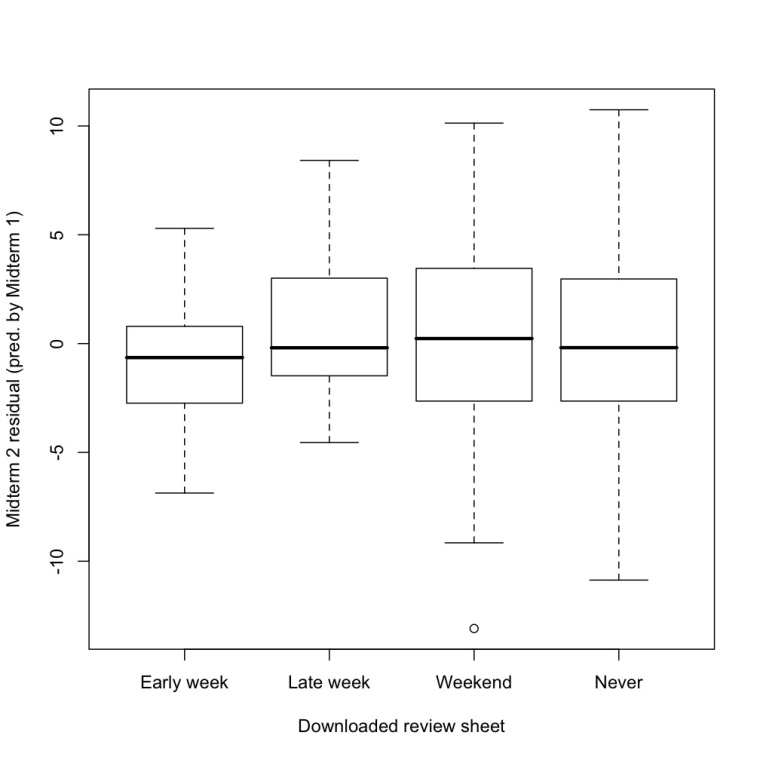 Midterm 2 residual (pred. by Midterm 1)
10
5
0
-5
-10
Early week Late week Weekend Never
Downloaded review sheet